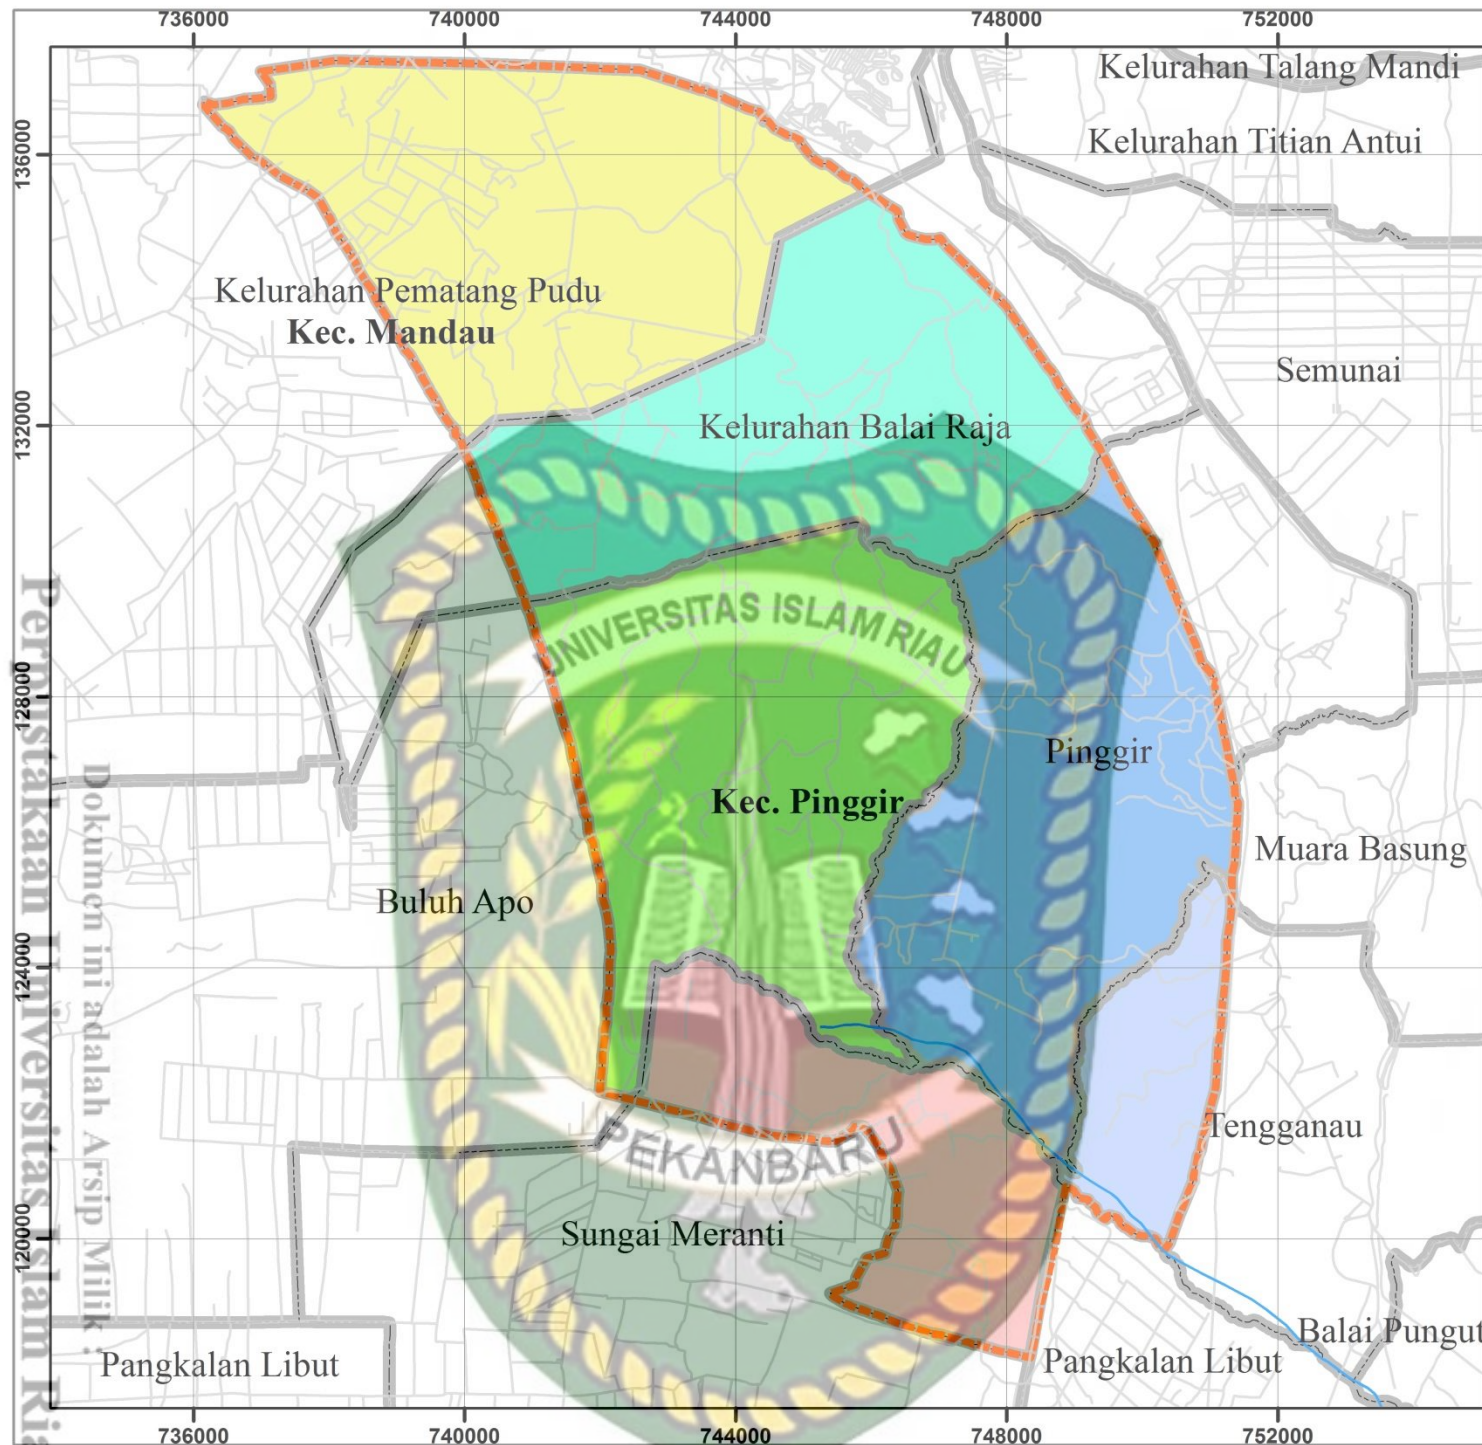 736000
740000
744000
748000
752000
Kelurahan Talang Mandi
136000
Kelurahan Titian Antui
Kelurahan Pematang Pudu
Kec. Mandau
Semunai
132000
Kelurahan Balai Raja
UNIVERSITAS ISLAM RIAU
128000
Pinggir
Kec. Pinggir
Muara Basung
Buluh Apo
124000
Tengganau
PEKANBARU
120000
Sungai Meranti
Balai Pungut
Pangkalan Libut
Pangkalan Libut
736000
740000
744000
748000
752000
Dokumen ini adalah Arsip Milik :
Perpustakaan Universitas Islam Ria